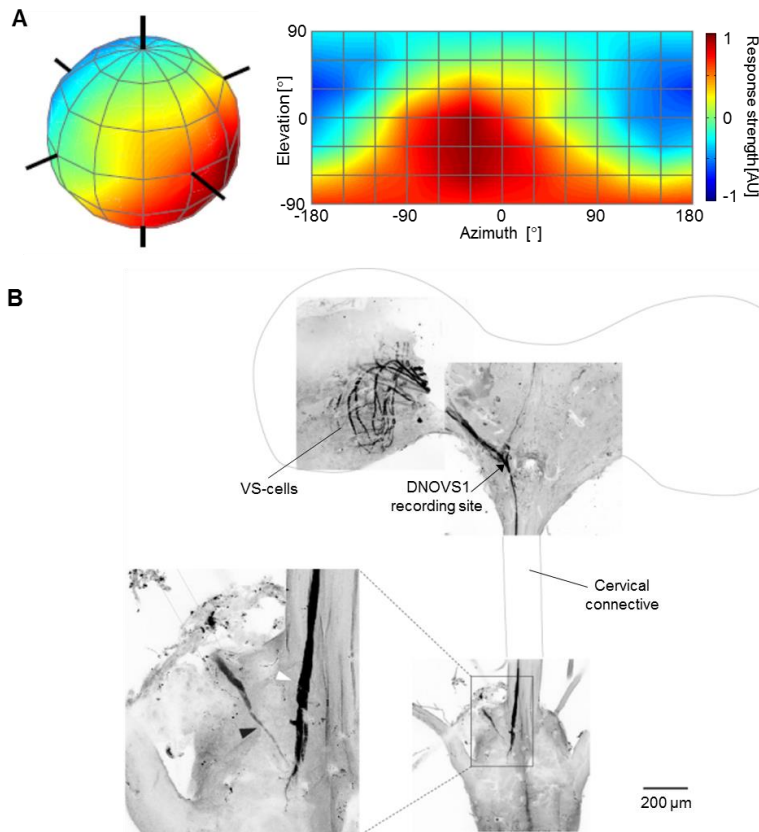 A
90
0
-90
Elevation [°]
-180
-90
0
90
180
Azimuth [°]
1
0
-1
Response strength [AU]
B
VS-cells
DNOVS1
recording site
Cervical
connective
200 µm